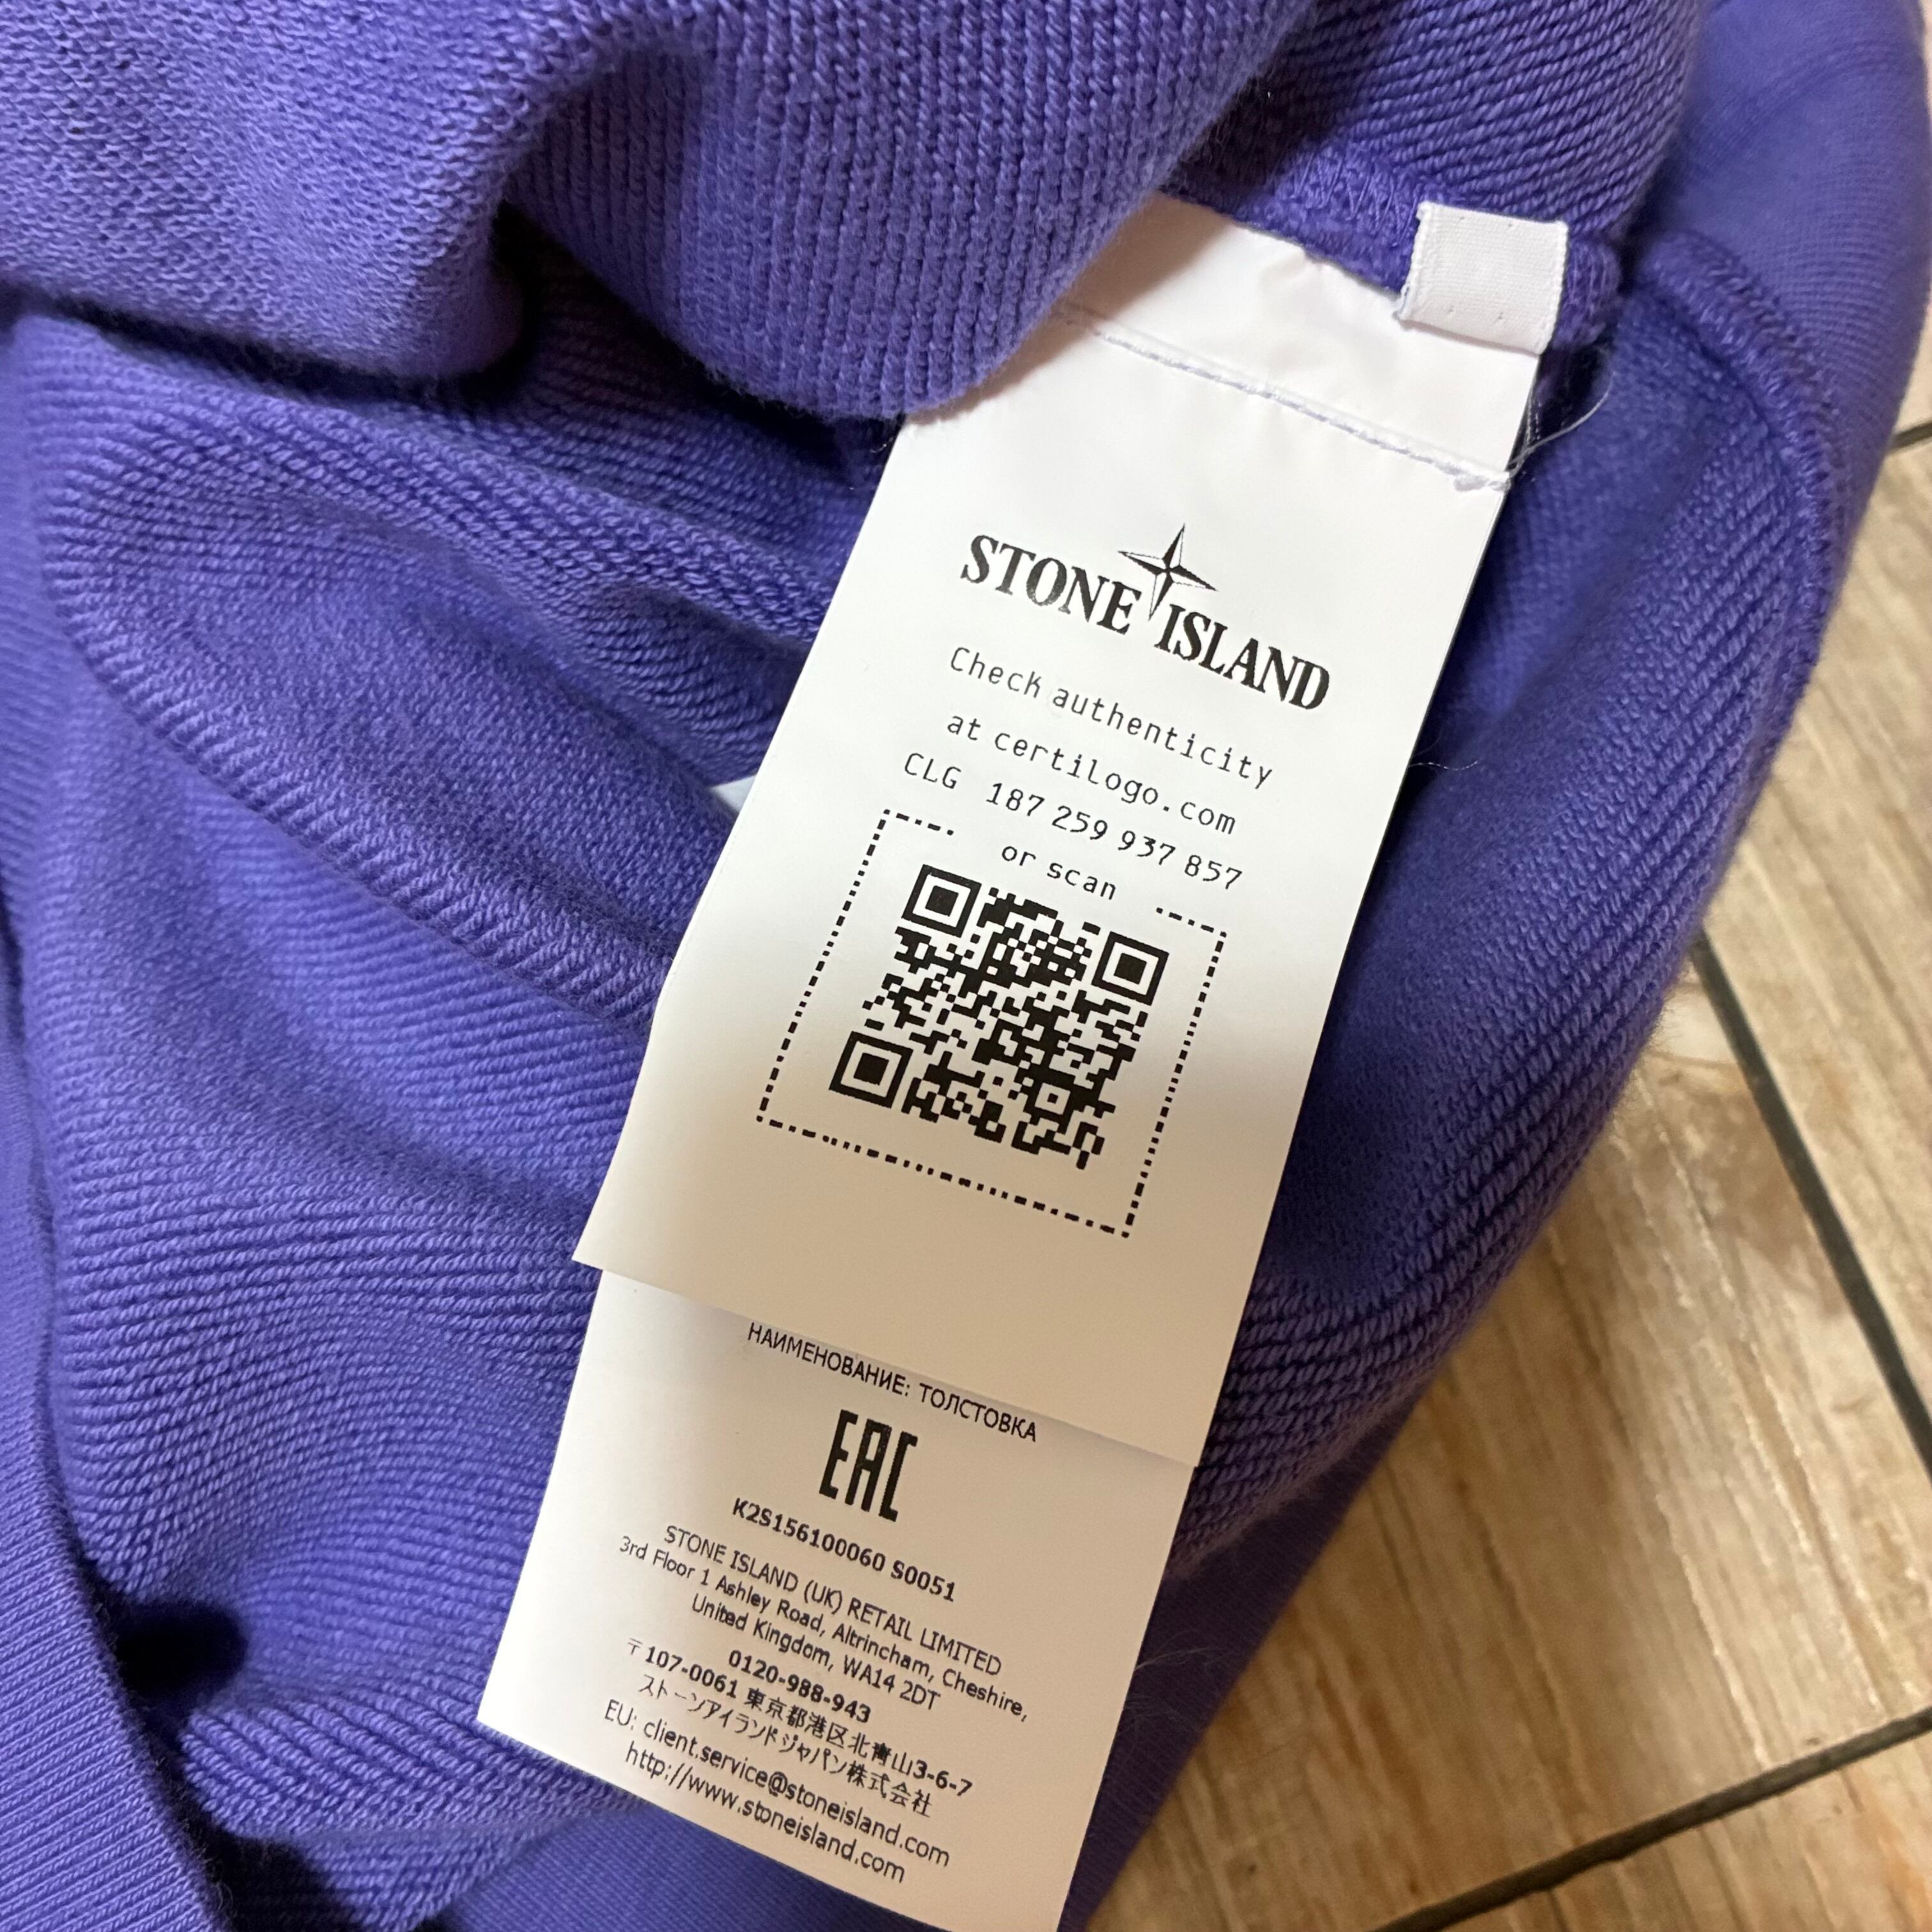 STONE ISLAND
Check authenticity
at certilogo.com
CLG 187 259 937 857
or scan
НАИМЕНОВАНИЕ: ТОЛСТОВКА
EAC
K2S156100060 S0051
STONE ISLAND (UK) RETAIL LIMITED
3rd Floor 1 Ashley Road, Altrincham, Cheshire,
United Kingdom, WA14 2DT
0120-988-943
〒107-0061 東京都港区北青山3-6-7
ストーンアイランドジャパン株式会社
EU: client.service@stoneisland.com
http://www.stoneisland.com